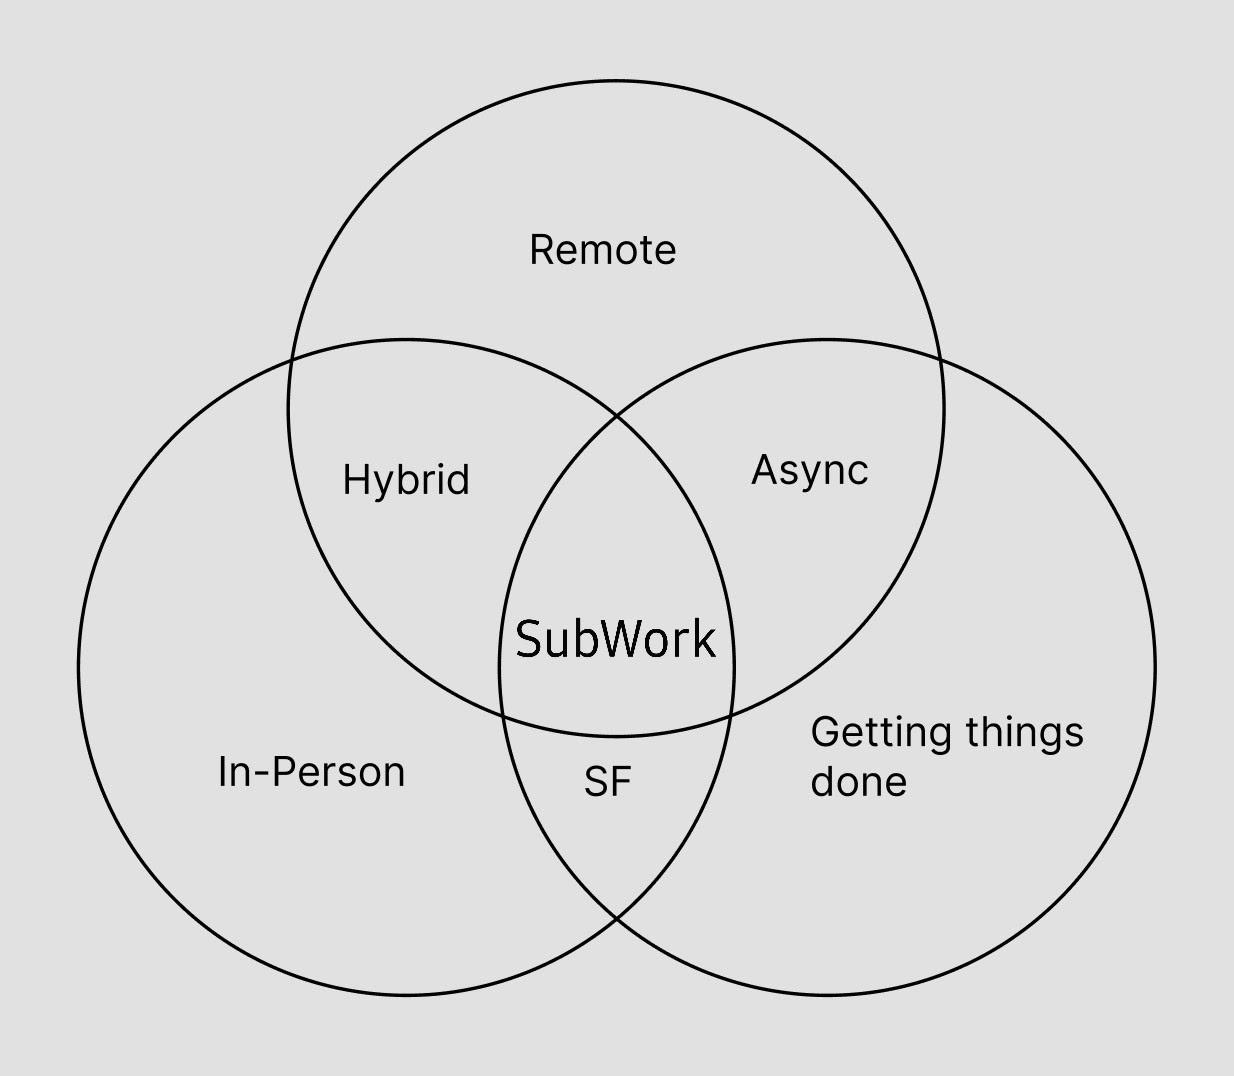 Remote
Hybrid
Async
SubWork
Getting things
done
In-Person
SF